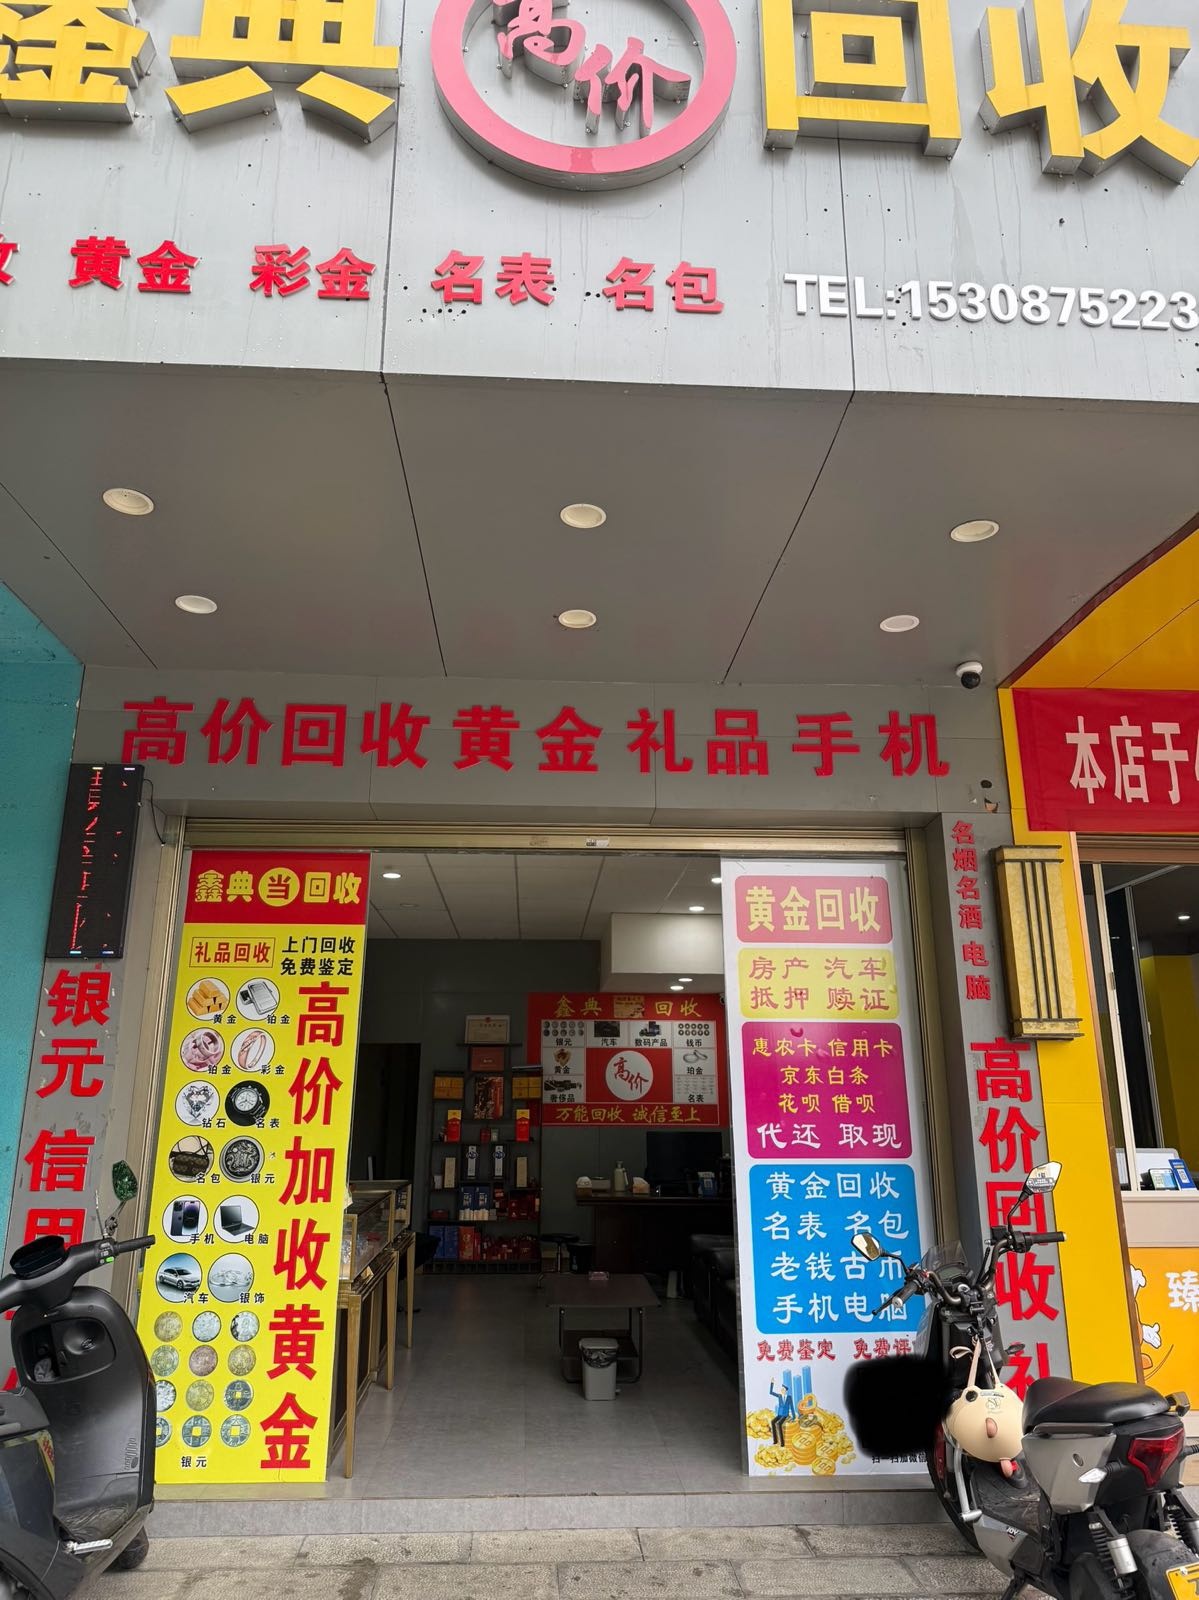 鑫典 高价 回收
黄金 彩金 名表 名包 TEL:1530875223
高价回收黄金礼品手机
本店于
鑫典当回收
礼品回收
上门回收
免费鉴定
黄金 铂金
铂金 彩金
钻石 名表
名包 银元
手机 电脑
汽车 银饰
银元
高价加收黄金
银元 信用
鑫典 回收
银元 汽车 数码产品 钱币
黄金 高价 珀金
奢侈品 名表
万能回收 诚信至上
黄金回收
房产 汽车
抵押 赎证
惠农卡 信用卡
京东白条
花呗 借呗
代还 取现
黄金回收
名表 名包
老钱古币
手机电脑
免费鉴定 免费评
扫一扫加微信
名烟名酒 电脑
高价回收 礼
臻